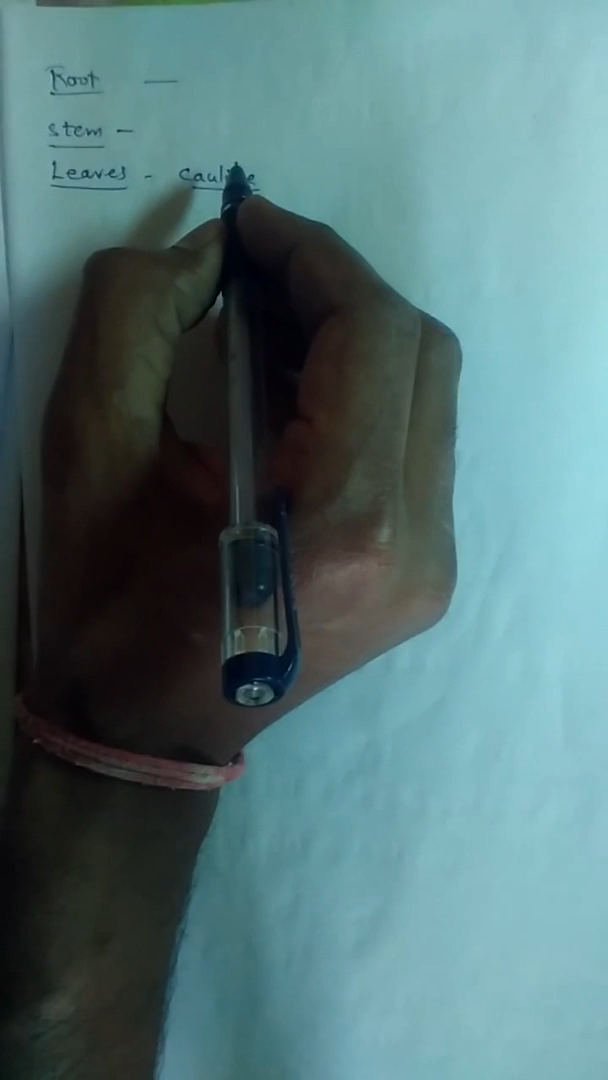 Root —
stem -
Leaves -